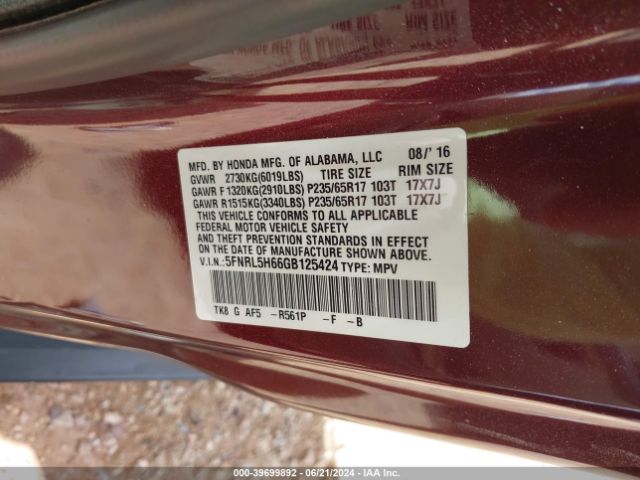 MFD. BY HONDA MFG. OF ALABAMA, LLC 08/' 16
GVWR 2730KG(6019LBS) TIRE SIZE RIM SIZE
GAWR F 1320KG(2910LBS) P235/65R17 103T 17X7J
GAWR R1515KG(3340LBS) P235/65R17 103T 17X7J
THIS VEHICLE CONFORMS TO ALL APPLICABLE
FEDERAL MOTOR VEHICLE SAFETY
AND THEFT PREVENTION STANDARDS IN EFFECT
ON THE DATE OF MANUFACTURE SHOWN ABOVE.
V.I.N.:5FNRL5H66GB125424 TYPE: MPV
TK8 G AF5 -R561P -F -B
000-39699892 - 06/21/2024 - IAA Inc.